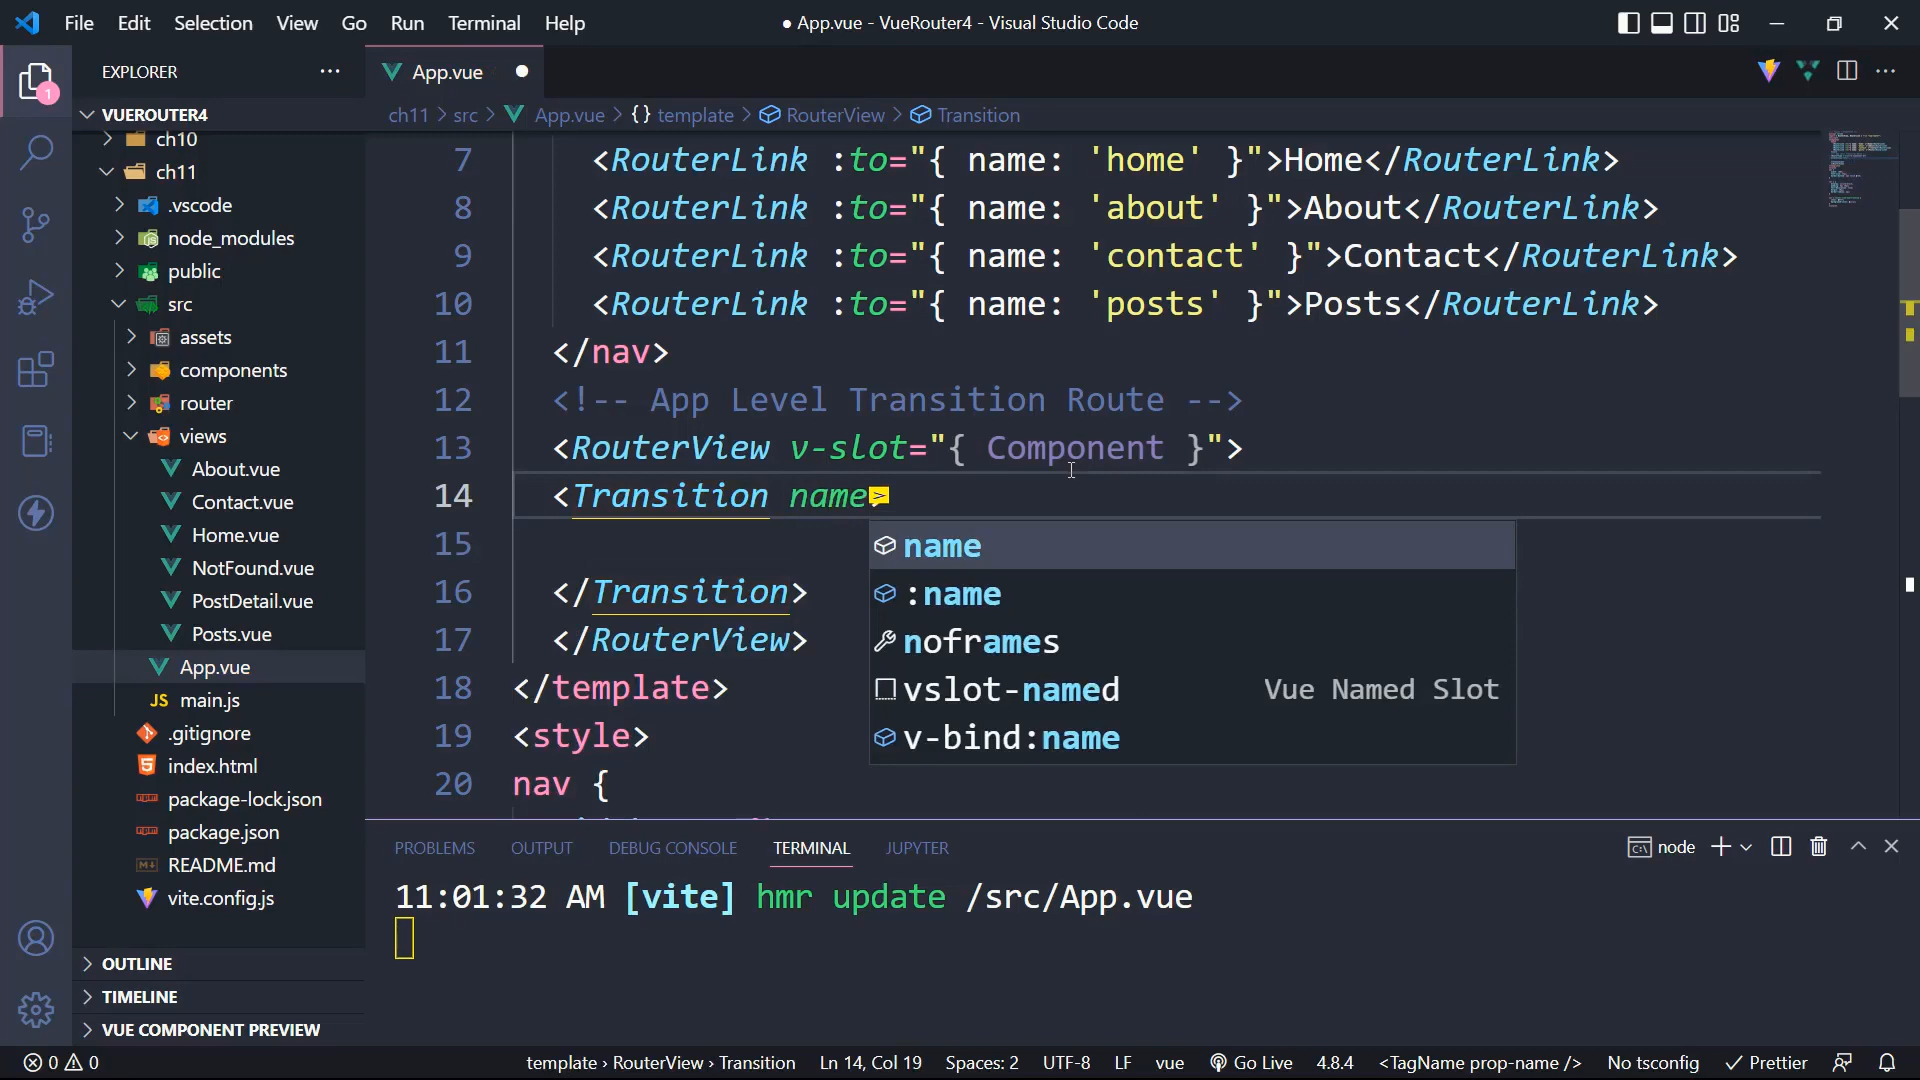 File Edit Selection View Go Run Terminal Help
● App.vue - VueRouter4 - Visual Studio Code
EXPLORER
VUEROUTER4
ch10
ch11
.vscode
node_modules
public
src
assets
components
router
views
About.vue
Contact.vue
Home.vue
NotFound.vue
PostDetail.vue
Posts.vue
App.vue
JS main.js
.gitignore
index.html
package-lock.json
package.json
README.md
vite.config.js
OUTLINE
TIMELINE
VUE COMPONENT PREVIEW
1
App.vue
ch11 > src > App.vue > {} template > RouterView > Transition
7 <RouterLink :to="{ name: 'home' }">Home</RouterLink>
8 <RouterLink :to="{ name: 'about' }">About</RouterLink>
9 <RouterLink :to="{ name: 'contact' }">Contact</RouterLink>
10 <RouterLink :to="{ name: 'posts' }">Posts</RouterLink>
11 </nav>
12 <!-- App Level Transition Route -->
13 <RouterView v-slot="{ Component }">
14 <Transition name>
15
16 </Transition>
17 </RouterView>
18 </template>
19 <style>
20 nav {
name
:name
noframes
vslot-named Vue Named Slot
v-bind:name
PROBLEMS OUTPUT DEBUG CONSOLE TERMINAL JUPYTER
node
11:01:32 AM [vite] hmr update /src/App.vue
0 0 template › RouterView › Transition Ln 14, Col 19 Spaces: 2 UTF-8 LF vue Go Live 4.8.4 <TagName prop-name /> No tsconfig Prettier